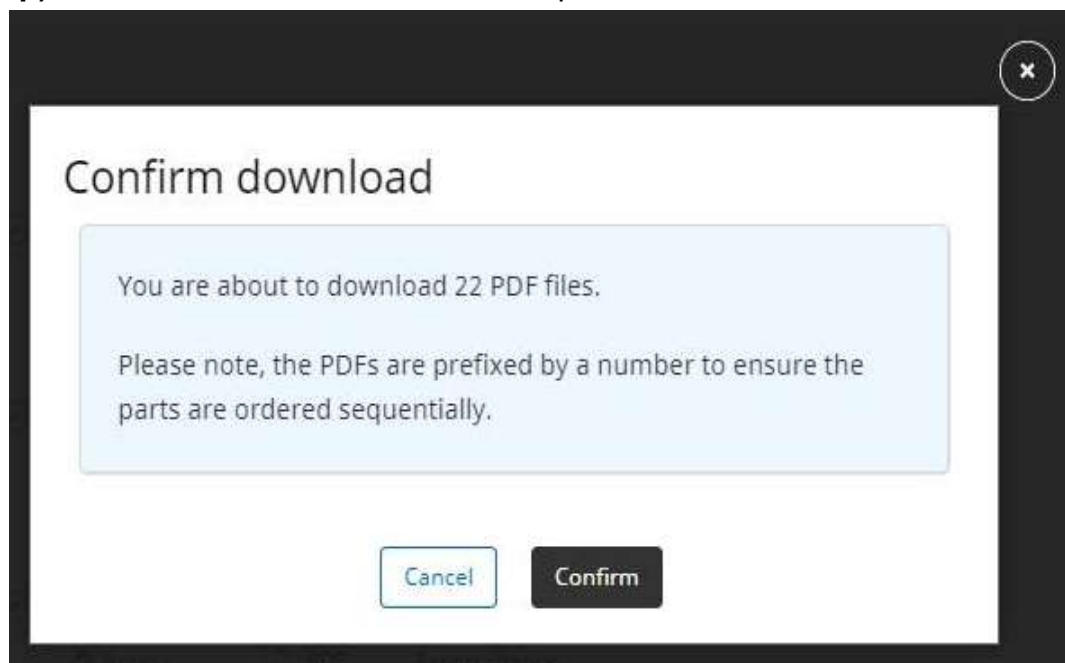 Confirm download
You are about to download 22 PDF files.
Please note, the PDFs are prefixed by a number to ensure the
parts are ordered sequentially.
Cancel
Confirm